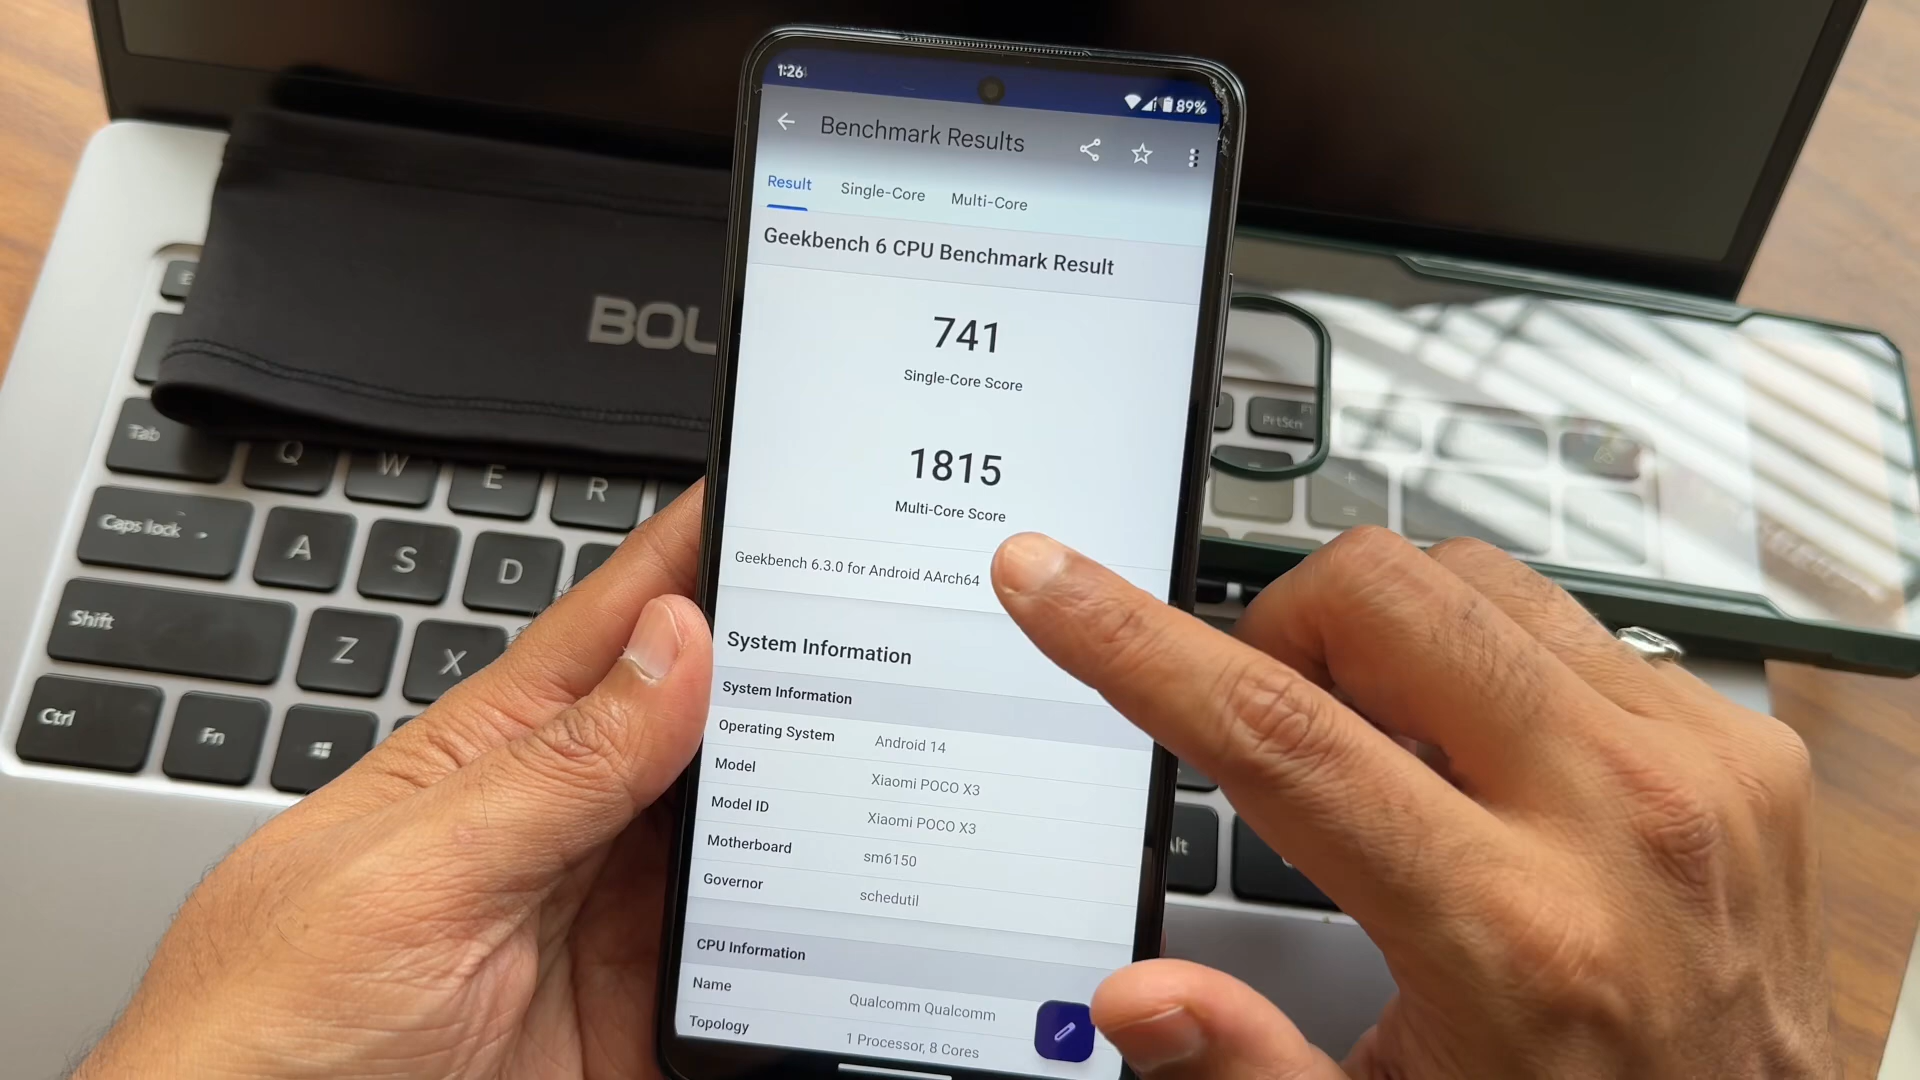 1:26
89%
Benchmark Results
Result Single-Core Multi-Core
Geekbench 6 CPU Benchmark Result
741
Single-Core Score
1815
Multi-Core Score
Geekbench 6.3.0 for Android AArch64
System Information
System Information
Operating System Android 14
Model Xiaomi POCO X3
Model ID Xiaomi POCO X3
Motherboard sm6150
Governor schedutil
CPU Information
Name Qualcomm Qualcomm
Topology 1 Processor, 8 Cores
BOL
Tab Q W E R
Caps lock A S D
Shift Z X
Ctrl Fn
PrtScn
Alt